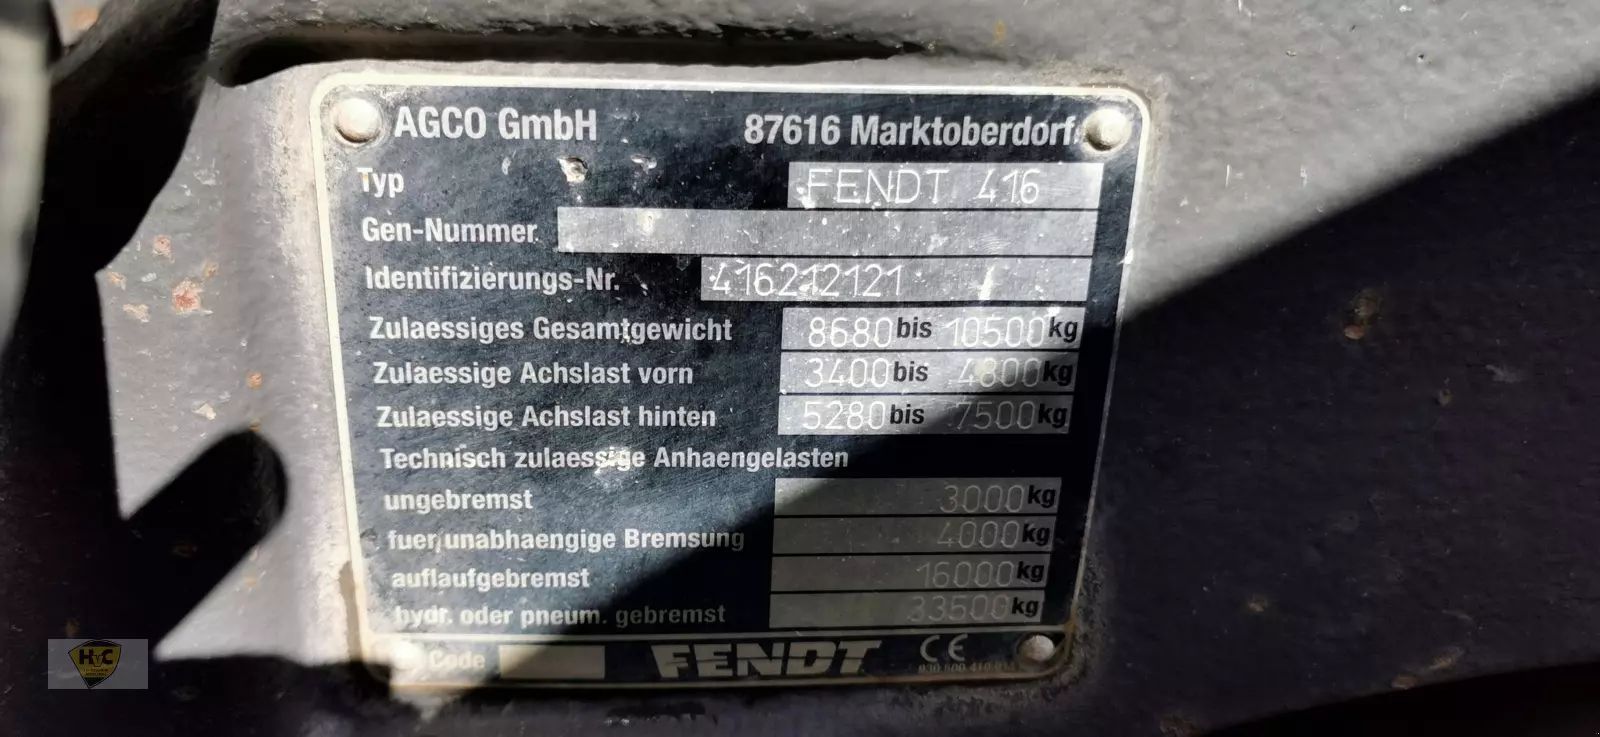 AGCO GmbH 87616 Marktoberdorf
Typ FENDT 416
Gen-Nummer
Identifizierungs-Nr. 416212121
Zulaessiges Gesamtgewicht 8680 bis 10500 kg
Zulaessige Achslast vorn 3400 bis 4800 kg
Zulaessige Achslast hinten 5280 bis 7500 kg
Technisch zulaessige Anhaengelasten
ungebremst 3000 kg
fuer unabhaengige Bremsung 4000 kg
auflaufgebremst 16000 kg
hydr. oder pneum. gebremst 33500 kg
Code FENDT CE
HvC